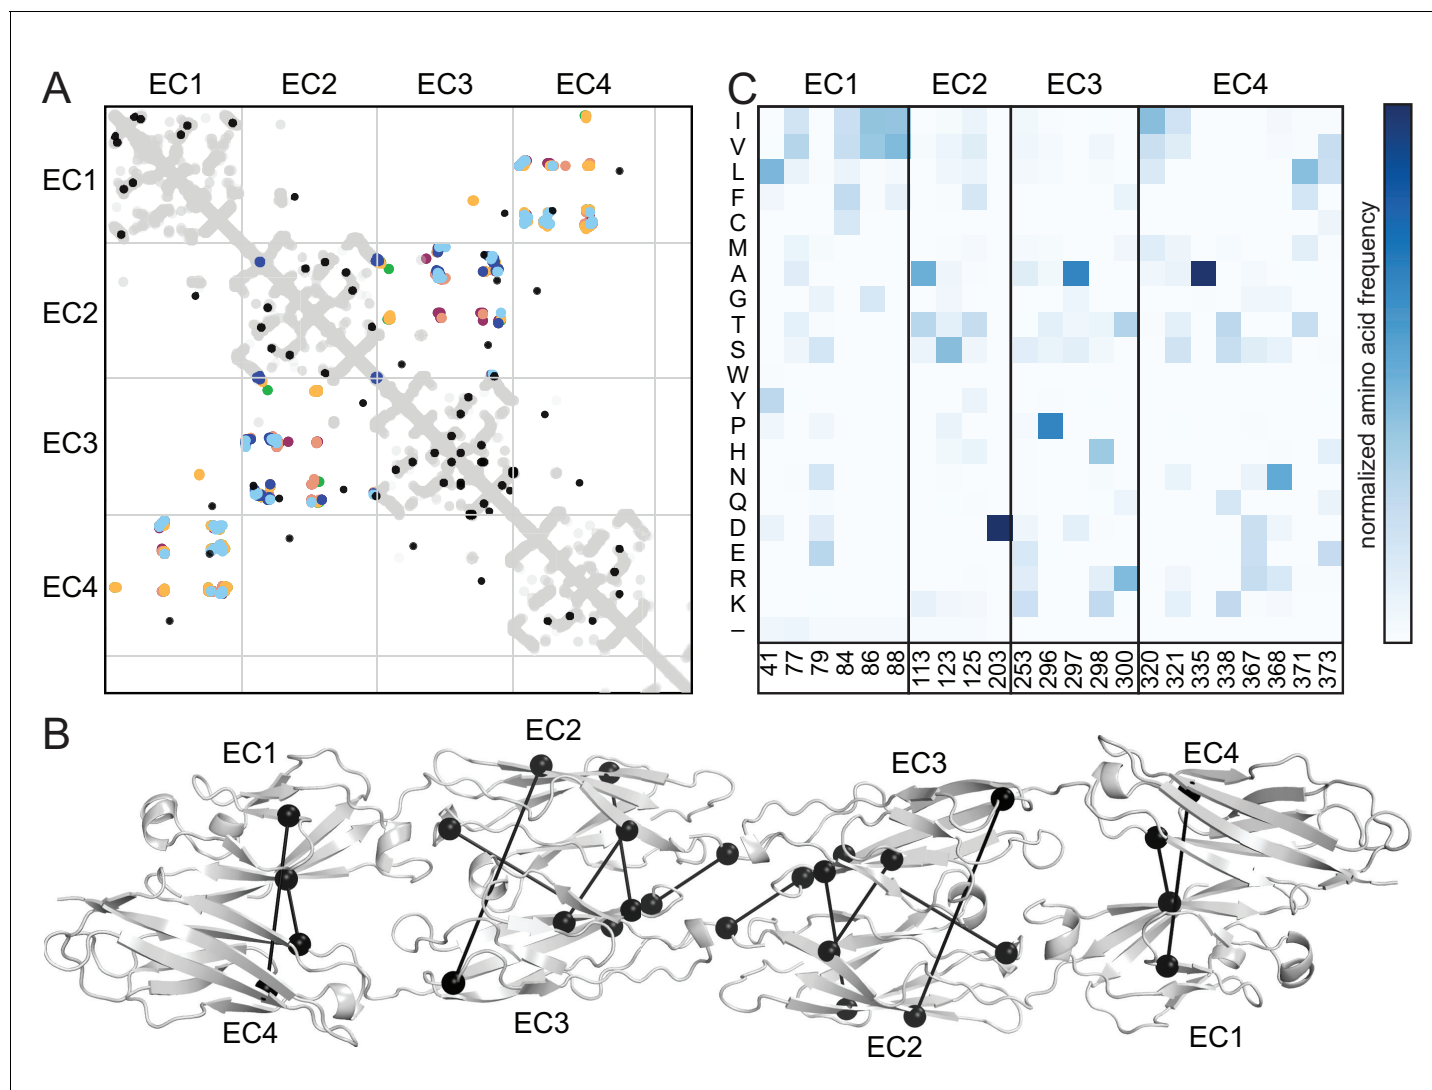 A
EC1 EC2 EC3 EC4
EC1
EC2
EC3
EC4
C
EC1 EC2 EC3 EC4
I
V
L
F
C
M
A
G
T
S
W
Y
P
H
N
Q
D
E
R
K
–
41 77 79 84 86 88 113 123 125 203 253 296 297 298 300 320 321 335 338 367 368 371 373
normalized amino acid frequency
B
EC1
EC2
EC3
EC4
EC4
EC3
EC2
EC1